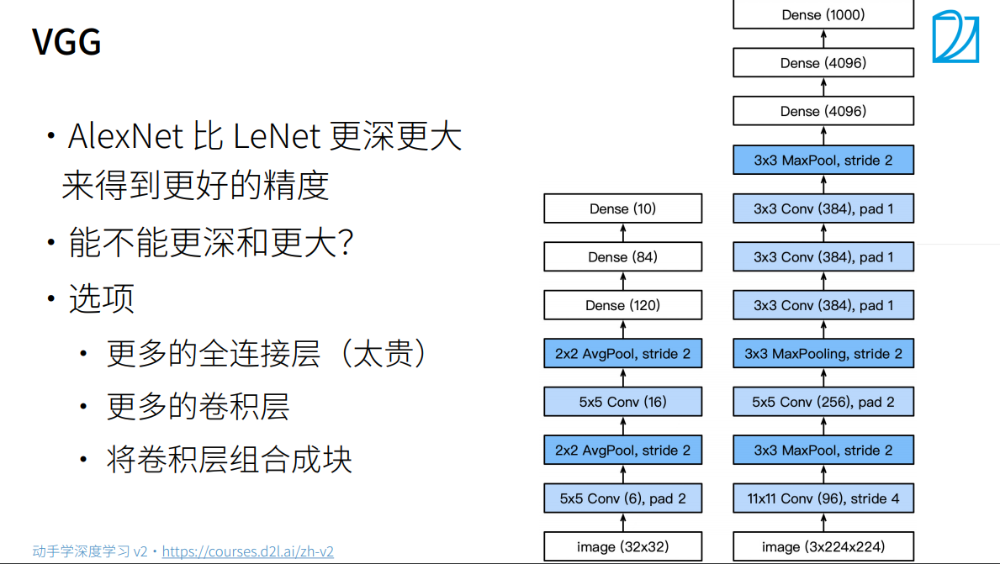 VGG
• AlexNet 比 LeNet 更深更大
来得到更好的精度
• 能不能更深和更大？
• 选项
• 更多的全连接层（太贵）
• 更多的卷积层
• 将卷积层组合成块
动手学深度学习 v2 • https://courses.d2l.ai/zh-v2
Dense (10)
Dense (84)
Dense (120)
2x2 AvgPool, stride 2
5x5 Conv (16)
2x2 AvgPool, stride 2
5x5 Conv (6), pad 2
image (32x32)
Dense (1000)
Dense (4096)
Dense (4096)
3x3 MaxPool, stride 2
3x3 Conv (384), pad 1
3x3 Conv (384), pad 1
3x3 Conv (384), pad 1
3x3 MaxPooling, stride 2
5x5 Conv (256), pad 2
3x3 MaxPool, stride 2
11x11 Conv (96), stride 4
image (3x224x224)